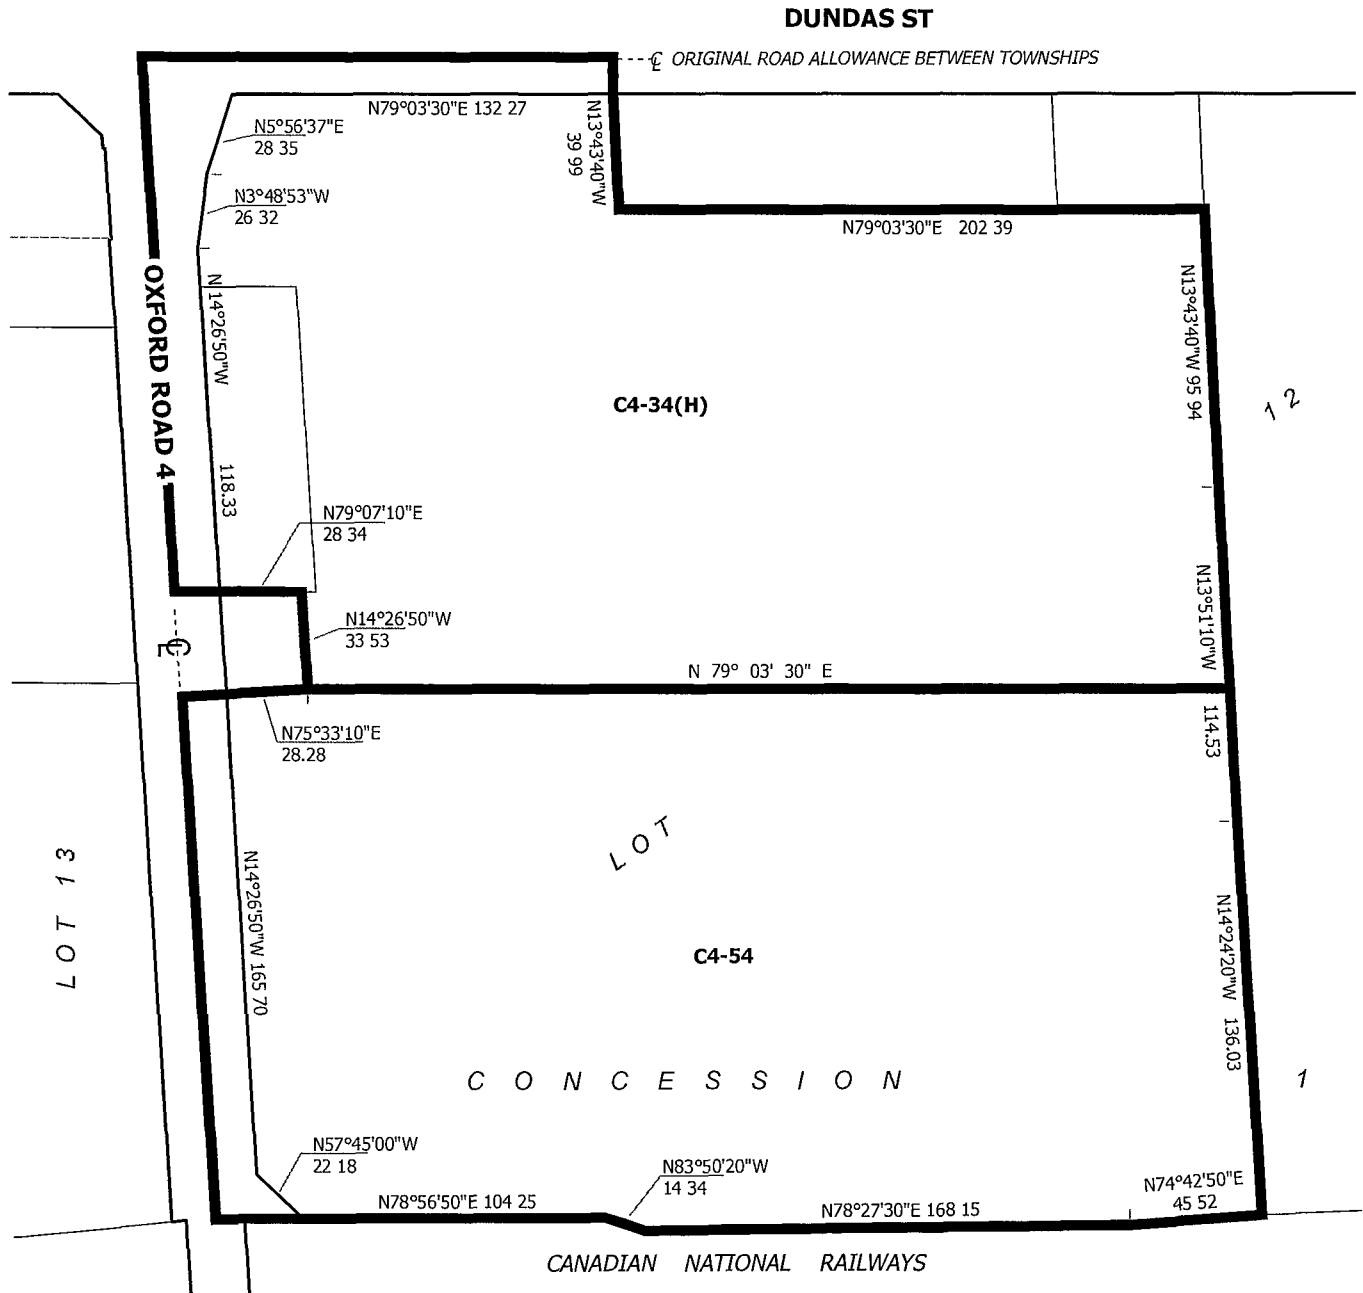 DUNDAS ST
℄ ORIGINAL ROAD ALLOWANCE BETWEEN TOWNSHIPS
N79°03'30"E 132 27
N5°56'37"E
28 35
N13°43'40"W
39 99
N3°48'53"W
26 32
N79°03'30"E 202 39
OXFORD ROAD 4
N 14°26'50"W
118.33
N13°43'40"W 95 94
C4-34(H)
1 2
N79°07'10"E
28 34
N14°26'50"W
33 53
N13°51'10"W
114.53
℄
N 79° 03' 30" E
N75°33'10"E
28.28
LOT
LOT 13
N14°26'50"W 165 70
C4-54
N14°24'20"W 136.03
CONCESSION
1
N57°45'00"W
22 18
N83°50'20"W
14 34
N74°42'50"E
45 52
N78°56'50"E 104 25
N78°27'30"E 168 15
CANADIAN NATIONAL RAILWAYS